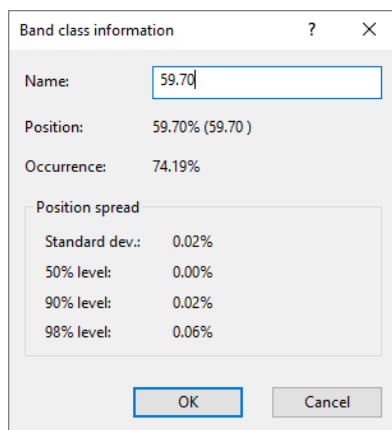 Band class information ? ×
Name: 59.70
Position: 59.70% (59.70 )
Occurrence: 74.19%
Position spread
Standard dev.: 0.02%
50% level: 0.00%
90% level: 0.02%
98% level: 0.06%
OK Cancel